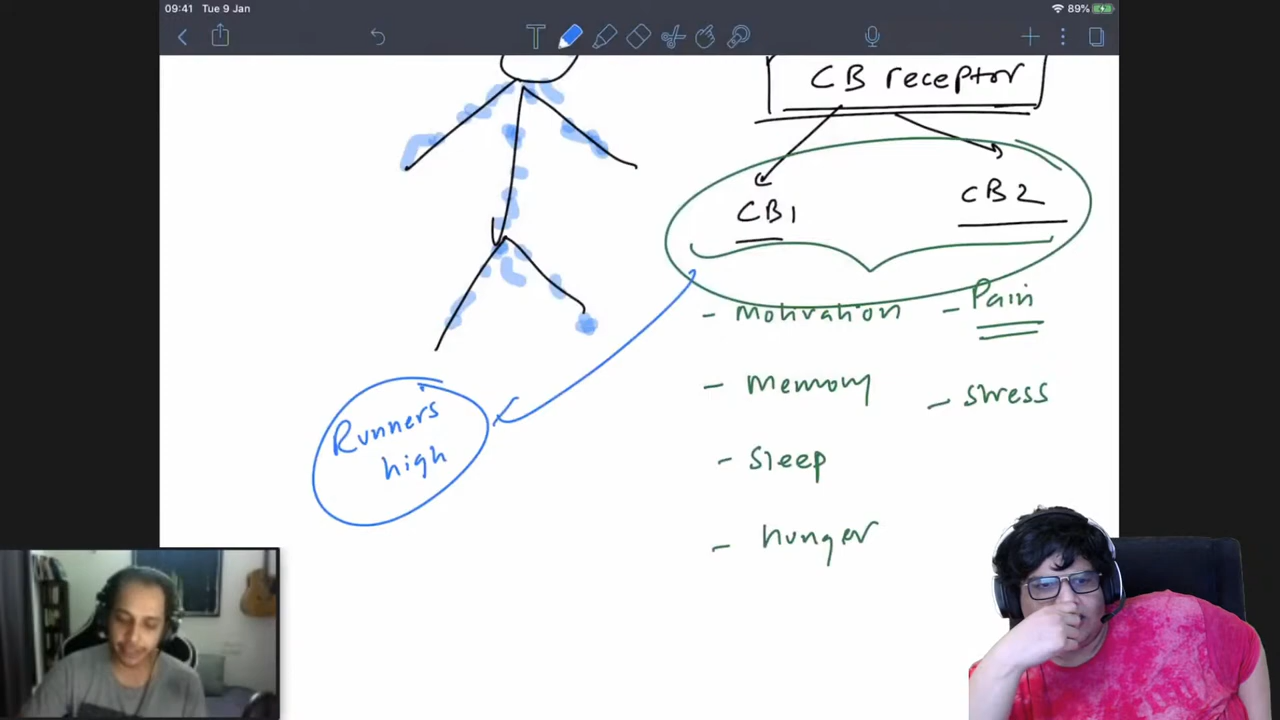 09:41 Tue 9 Jan
89%
T
CB receptor
CB1
CB2
- Motivation
- Pain
- Memory
- Stress
- Sleep
- hunger
Runners
high